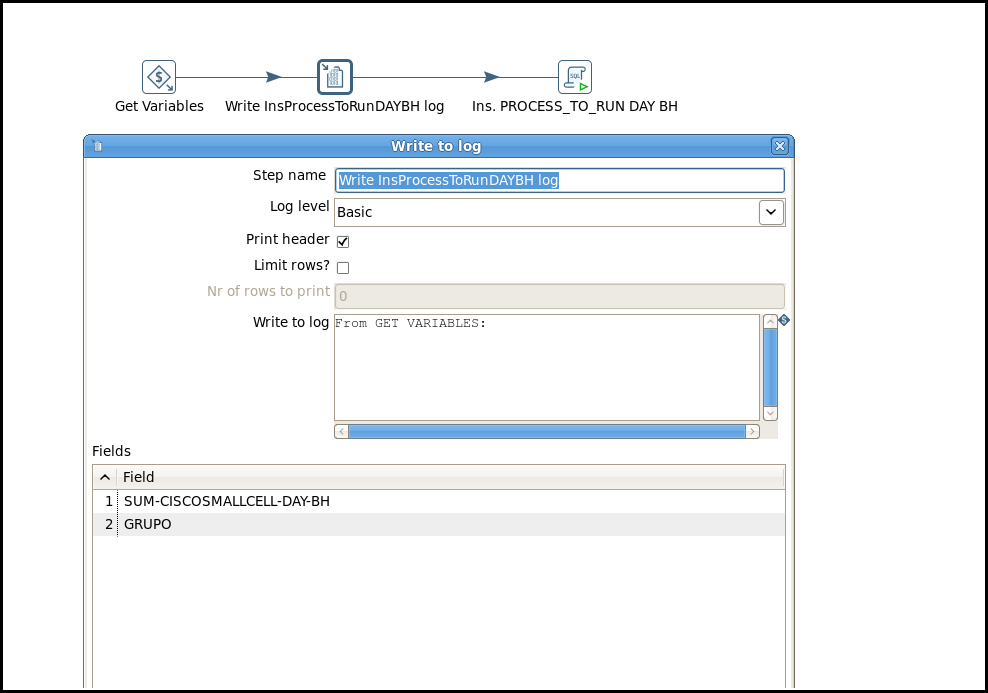 $
SQL
Get Variables
Write InsProcessToRunDAYBH log
Ins. PROCESS_TO_RUN DAY BH
Write to log
Step name
Write InsProcessToRunDAYBH log
Log level
Basic
Print header
Limit rows?
Nr of rows to print
0
Write to log
From GET VARIABLES:
$
Fields
Field
1 SUM-CISCOSMALLCELL-DAY-BH
2 GRUPO